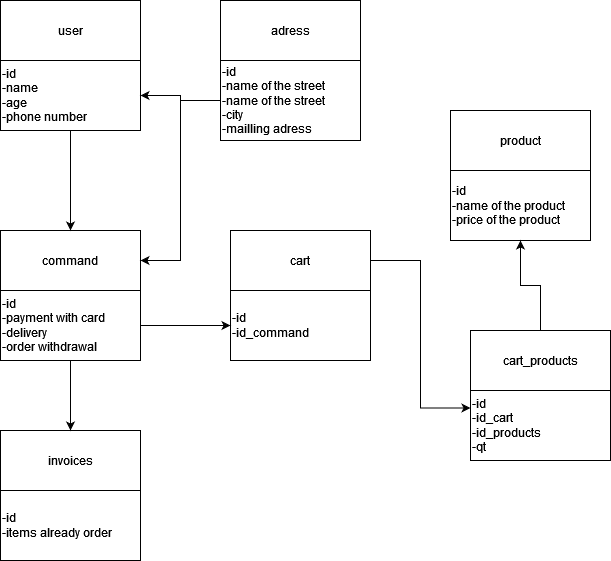 user
-id
-name
-age
-phone number
adress
-id
-name of the street
-name of the street
-city
-mailling adress
product
-id
-name of the product
-price of the product
command
-id
-payment with card
-delivery
-order withdrawal
cart
-id
-id_command
cart_products
-id
-id_cart
-id_products
-qt
invoices
-id
-items already order